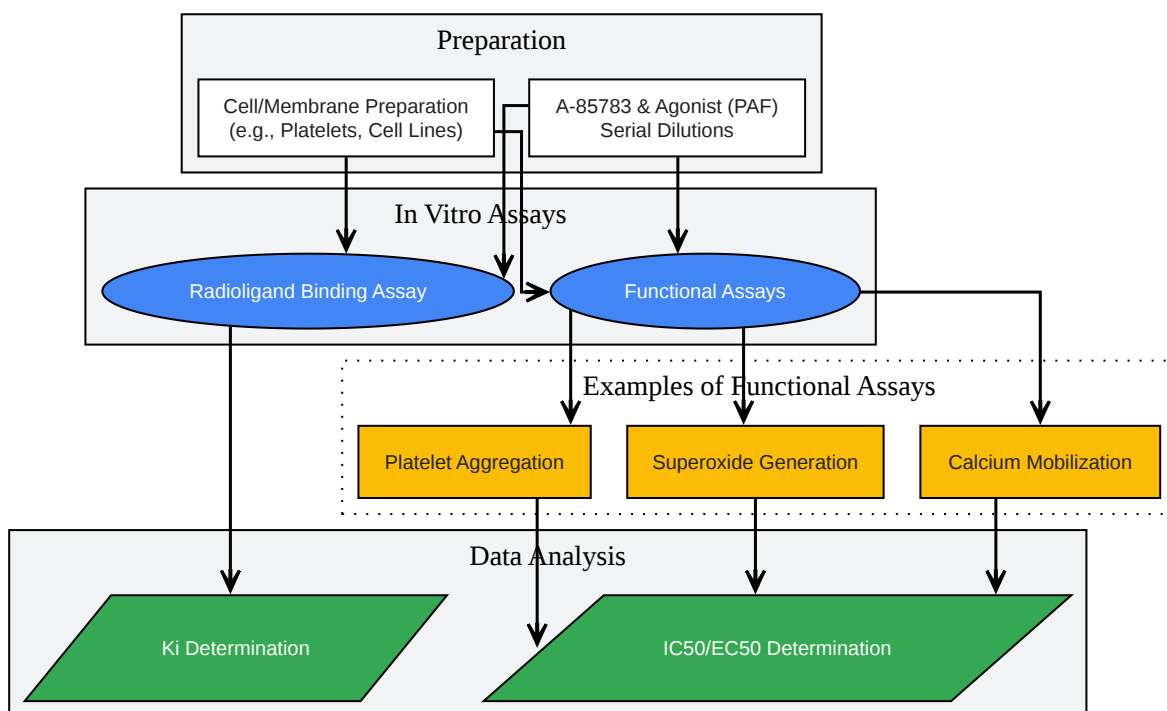 Preparation
Cell/Membrane Preparation
(e.g., Platelets, Cell Lines)
A-85783 & Agonist (PAF)
Serial Dilutions
In Vitro Assays
Radioligand Binding Assay
Functional Assays
Examples of Functional Assays
Platelet Aggregation
Superoxide Generation
Calcium Mobilization
Data Analysis
Ki Determination
IC50/EC50 Determination